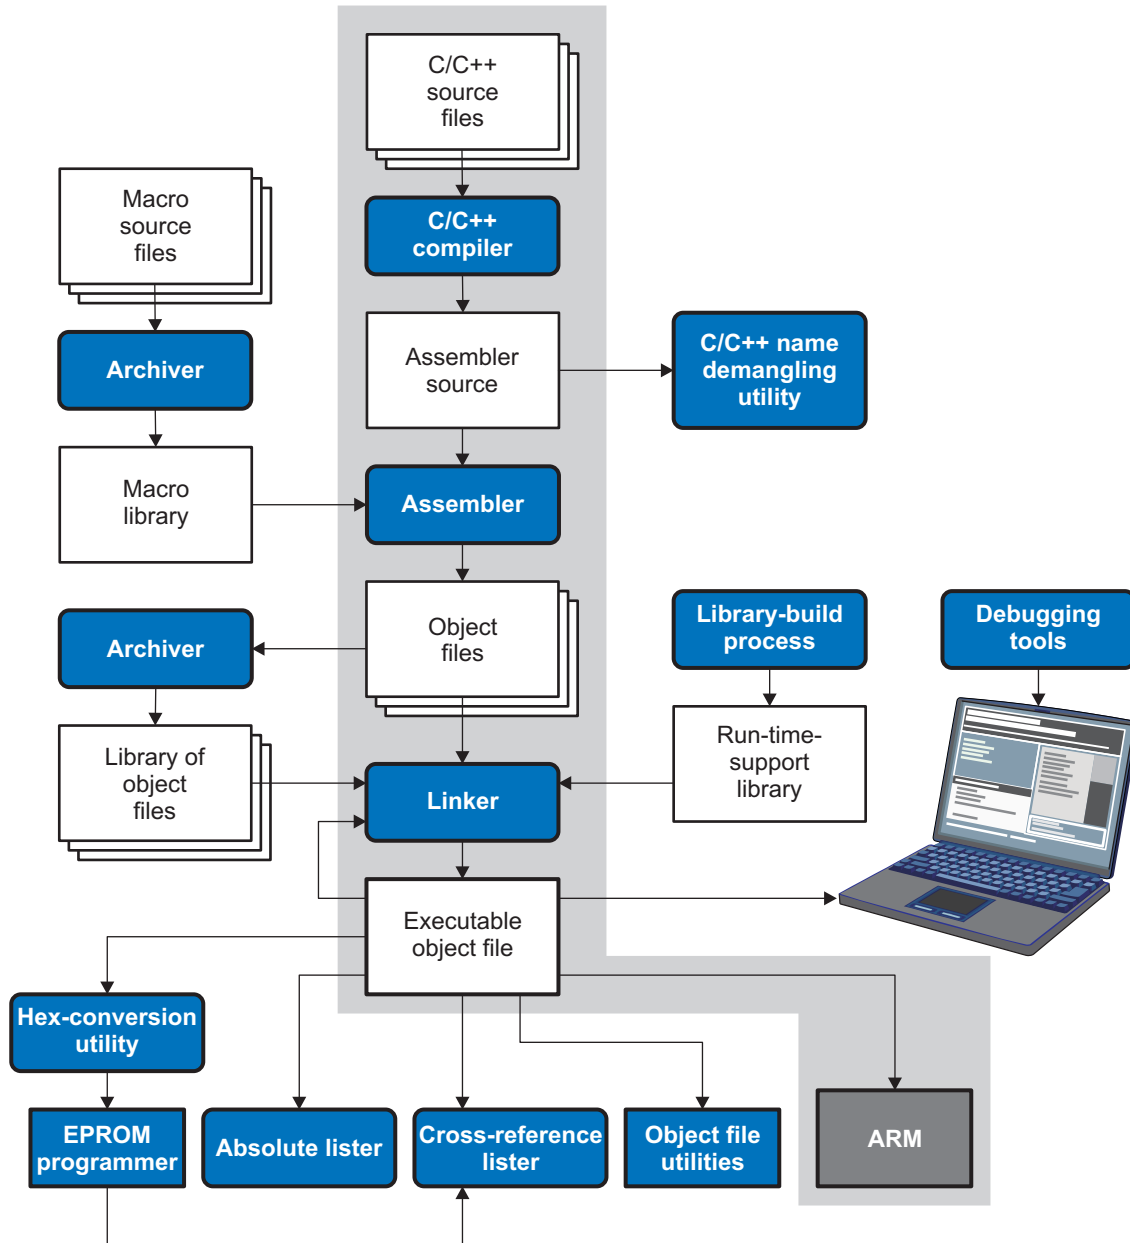 C/C++
source
files
Macro
source
files
C/C++
compiler
Archiver
Assembler
source
C/C++ name
demangling
utility
Macro
library
Assembler
Archiver
Object
files
Library-build
process
Debugging
tools
Library of
object
files
Linker
Run-time-
support
library
Executable
object file
Hex-conversion
utility
EPROM
programmer
Absolute lister
Cross-reference
lister
Object file
utilities
ARM